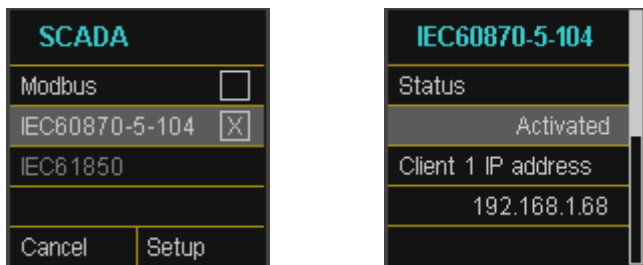 SCADA
Modbus
IEC60870-5-104 X
IEC61850
Cancel Setup
IEC60870-5-104
Status
Activated
Client 1 IP address
192.168.1.68